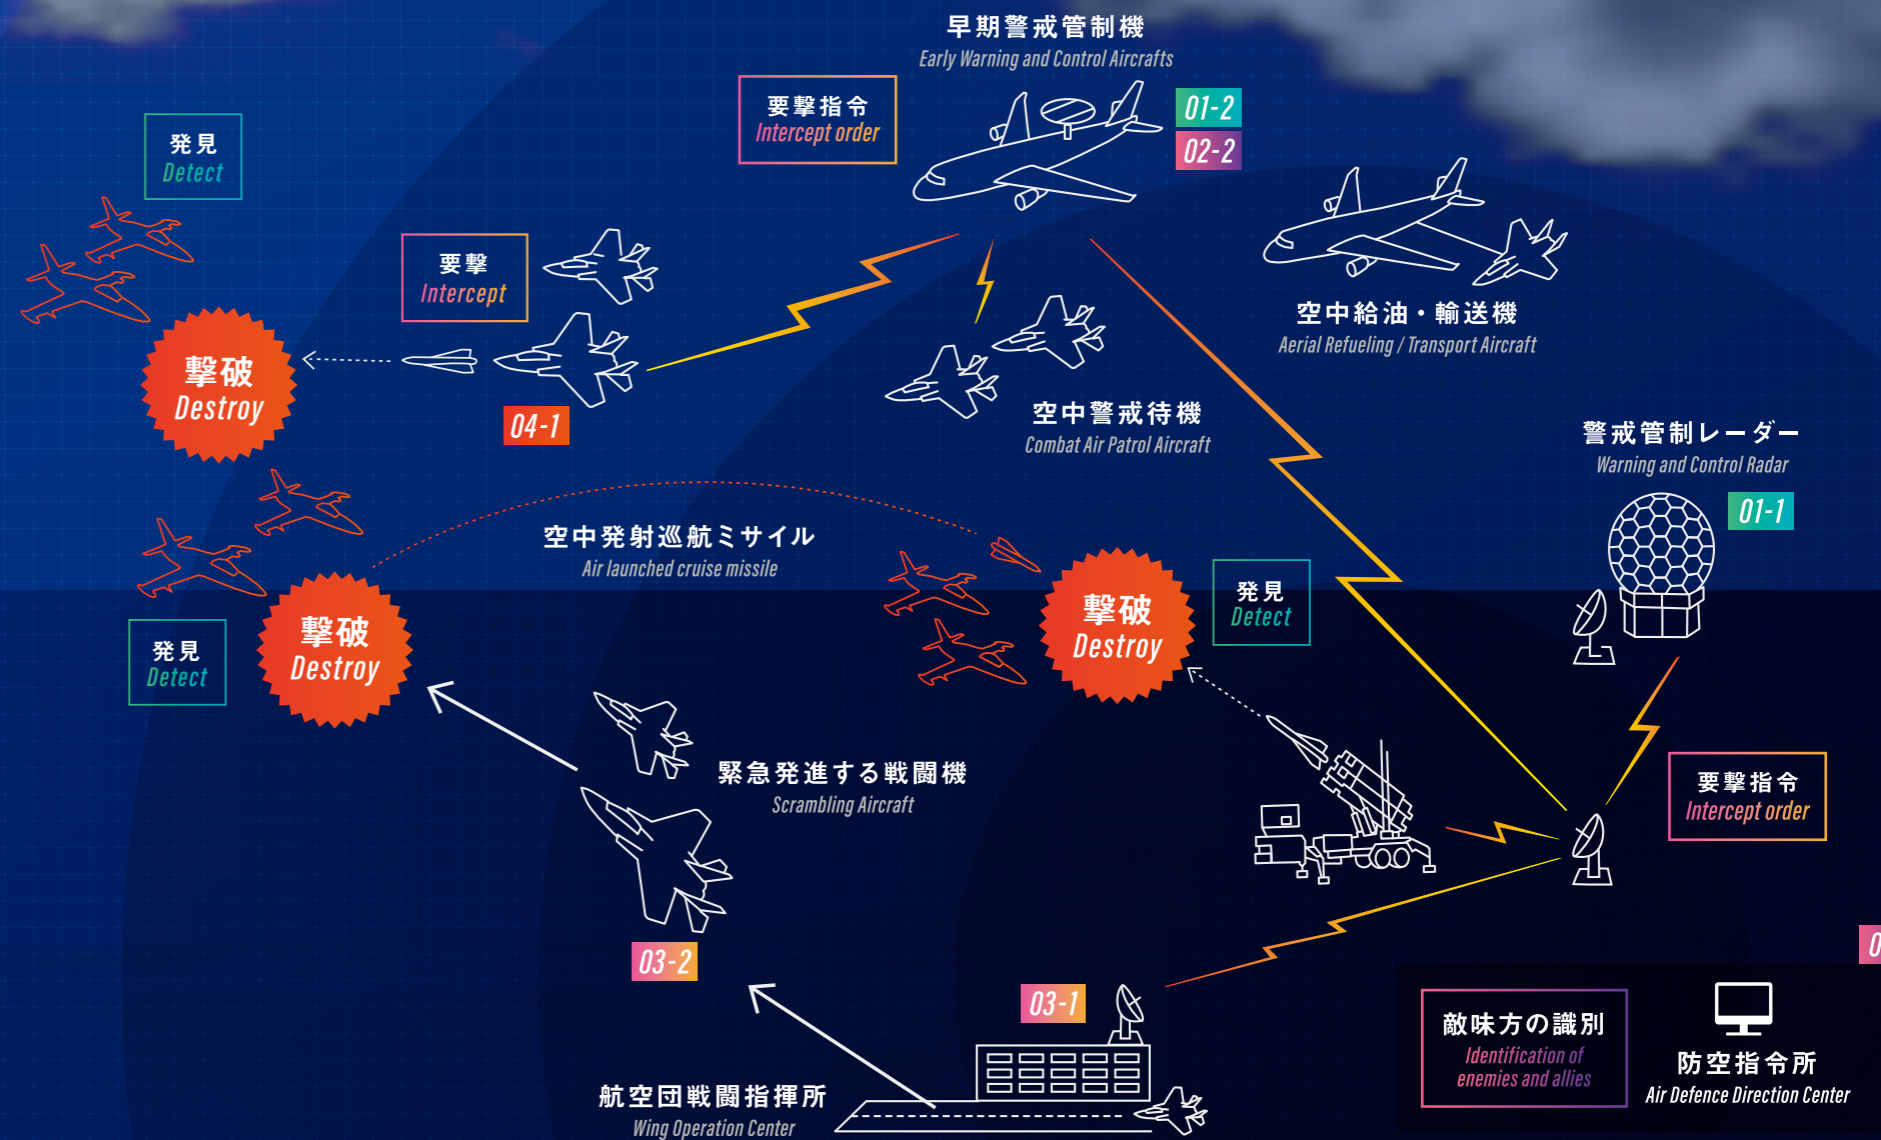 早期警戒管制機
Early Warning and Control Aircrafts
要撃指令
Intercept order
01-2
02-2
発見
Detect
要撃
Intercept
空中給油・輸送機
Aerial Refueling / Transport Aircraft
撃破
Destroy
04-1
空中警戒待機
Combat Air Patrol Aircraft
警戒管制レーダー
Warning and Control Radar
01-1
空中発射巡航ミサイル
Air launched cruise missile
発見
Detect
撃破
Destroy
撃破
Destroy
発見
Detect
緊急発進する戦闘機
Scrambling Aircraft
要撃指令
Intercept order
03-2
03-1
敵味方の識別
Identification of
enemies and allies
防空指令所
Air Defence Direction Center
航空団戦闘指揮所
Wing Operation Center